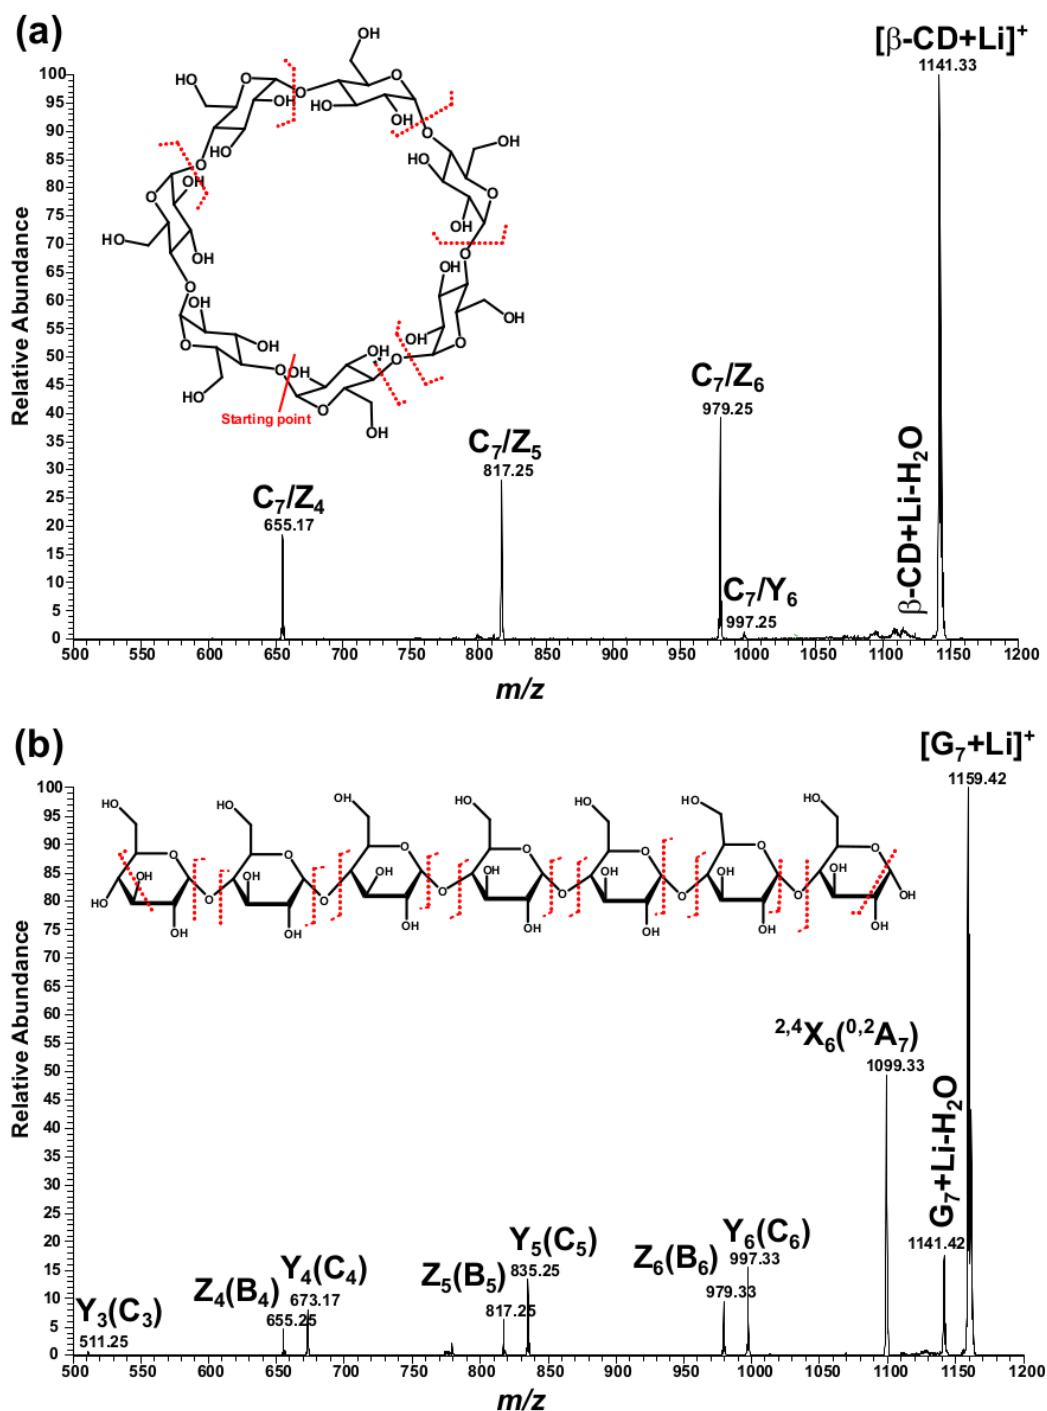 (a)
[β-CD+Li]⁺
1141.33
OH
HO
O
O
O
OH
HO
OH
HO
O
OH
HO
O
OH
O
O
OH
HO
OH
HO
OH
O
O
OH
OH
OH
O
O
OH
OH
O
O
OH
OH
HO
O
OH
O
OH
Starting point
C₇/Z₆
979.25
C₇/Z₅
817.25
C₇/Z₄
655.17
C₇/Y₆
997.25
β-CD+Li-H₂O
Relative Abundance
100
95
90
85
80
75
70
65
60
55
50
45
40
35
30
25
20
15
10
5
0
500 550 600 650 700 750 800 850 900 950 1000 1050 1100 1150 1200
m/z
(b)
[G₇+Li]⁺
1159.42
HO HO OH HO HO HO HO
O O O O O O O
OH OH OH OH OH OH OH
HO O O O O O O OH
OH OH OH OH OH OH OH
²,⁴X₆(⁰,²A₇)
1099.33
G₇+Li-H₂O
1141.42
Y₆(C₆)
997.33
Z₆(B₆)
979.33
Y₅(C₅)
835.25
Z₅(B₅)
817.25
Y₄(C₄)
673.17
Z₄(B₄)
655.25
Y₃(C₃)
511.25
Relative Abundance
100
95
90
85
80
75
70
65
60
55
50
45
40
35
30
25
20
15
10
5
0
500 550 600 650 700 750 800 850 900 950 1000 1050 1100 1150 1200
m/z